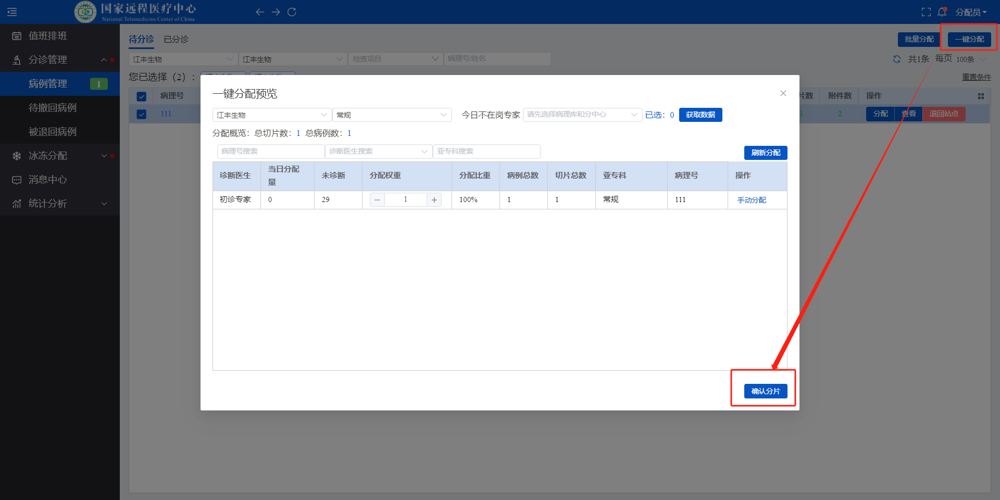 国家远程医疗中心
National Telemedicine Center of China
分配员
值班排班
分诊管理
病例管理 1
待撤回病例
被退回病例
冰冻分配
消息中心
统计分析
待分诊 已分诊
批量分配 一键分配
江丰生物 江丰生物 检查项目 病理号/姓名
共1条 每页 100条
您已选择（2）:
重置条件
病理号 片数 附件数 操作
111 1 2 分配 查看 退回站点
一键分配预览
江丰生物 常规 今日不在岗专家 请先选择病理库和分中心 已选：0 获取数据
分配概览：总切片数：1 总病例数：1
病理号搜索 诊断医生搜索 亚专科搜索
刷新分配
诊断医生 当日分配量 未诊断 分配权重 分配比重 病例总数 切片总数 亚专科 病理号 操作
初诊专家 0 29 − 1 + 100% 1 1 常规 111 手动分配
确认分片